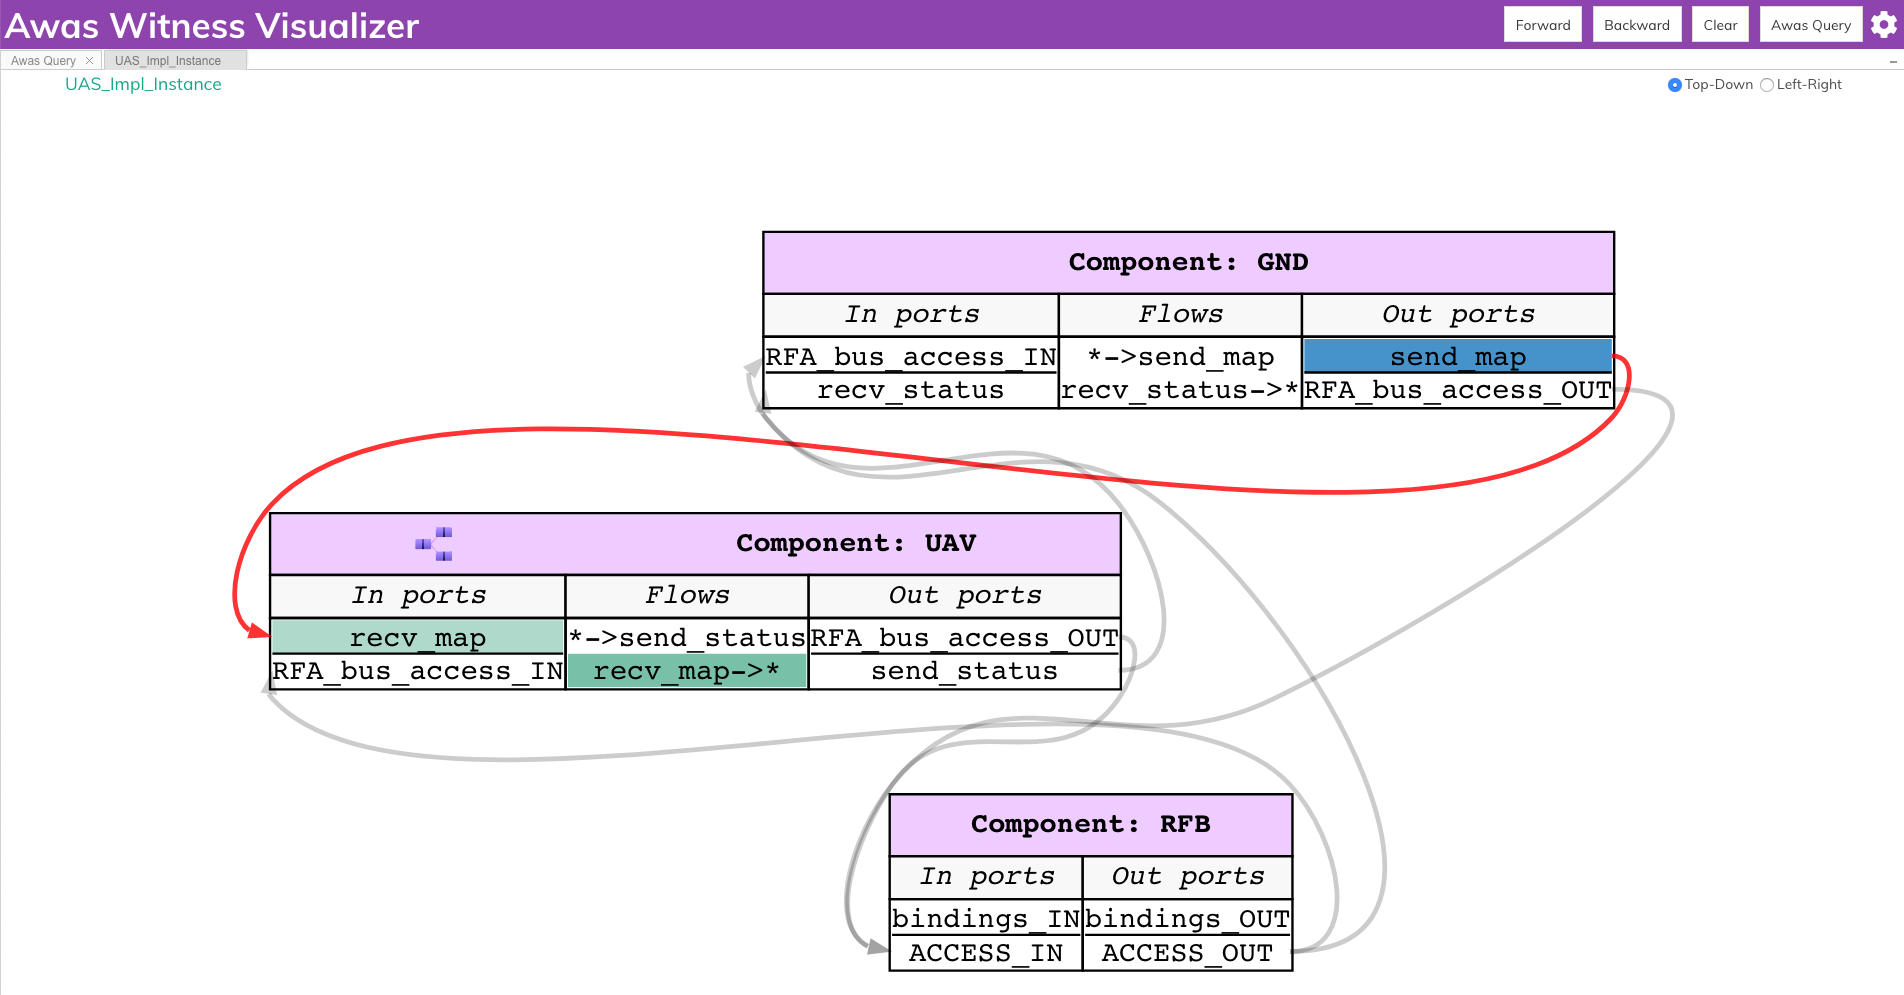 Awas Witness Visualizer
Forward Backward Clear Awas Query
Awas Query UAS_Impl_Instance
UAS_Impl_Instance
Top-Down Left-Right
Component: GND
In ports Flows Out ports
RFA_bus_access_IN *->send_map send_map
recv_status recv_status->* RFA_bus_access_OUT
Component: UAV
In ports Flows Out ports
recv_map *->send_status RFA_bus_access_OUT
RFA_bus_access_IN recv_map->* send_status
Component: RFB
In ports Out ports
bindings_IN bindings_OUT
ACCESS_IN ACCESS_OUT